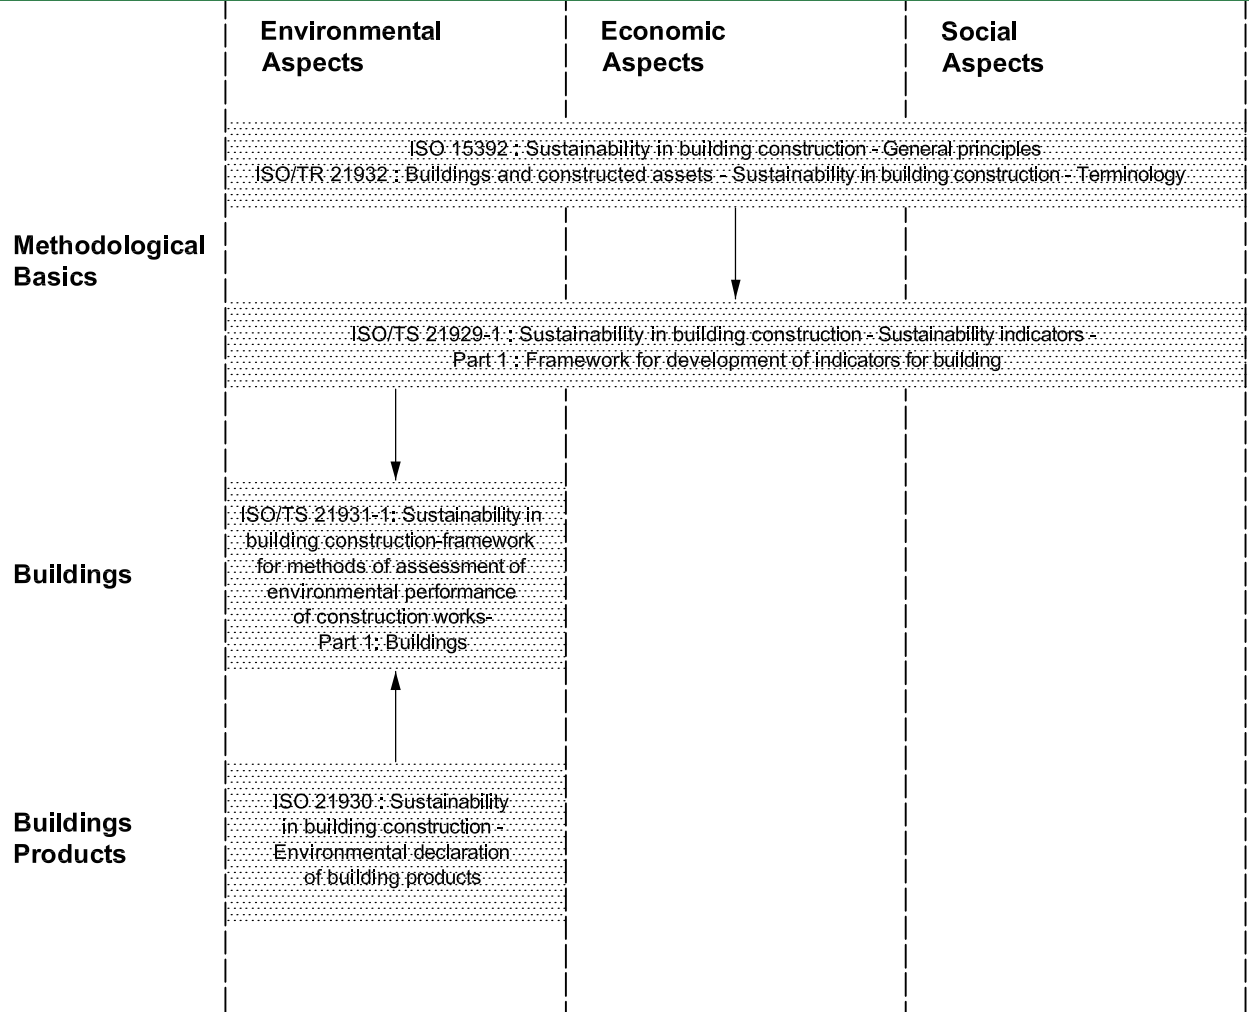 Environmental
Aspects
Economic
Aspects
Social
Aspects
ISO 15392 : Sustainability in building construction - General principles
ISO/TR 21932 : Buildings and constructed assets - Sustainability in building construction - Terminology
Methodological
Basics
ISO/TS 21929-1 : Sustainability in building construction - Sustainability indicators -
Part 1 : Framework for development of indicators for building
Buildings
ISO/TS 21931-1: Sustainability in
building construction-framework
for methods of assessment of
environmental performance
of construction works-
Part 1: Buildings
Buildings
Products
ISO 21930 : Sustainability
in building construction -
Environmental declaration
of building products